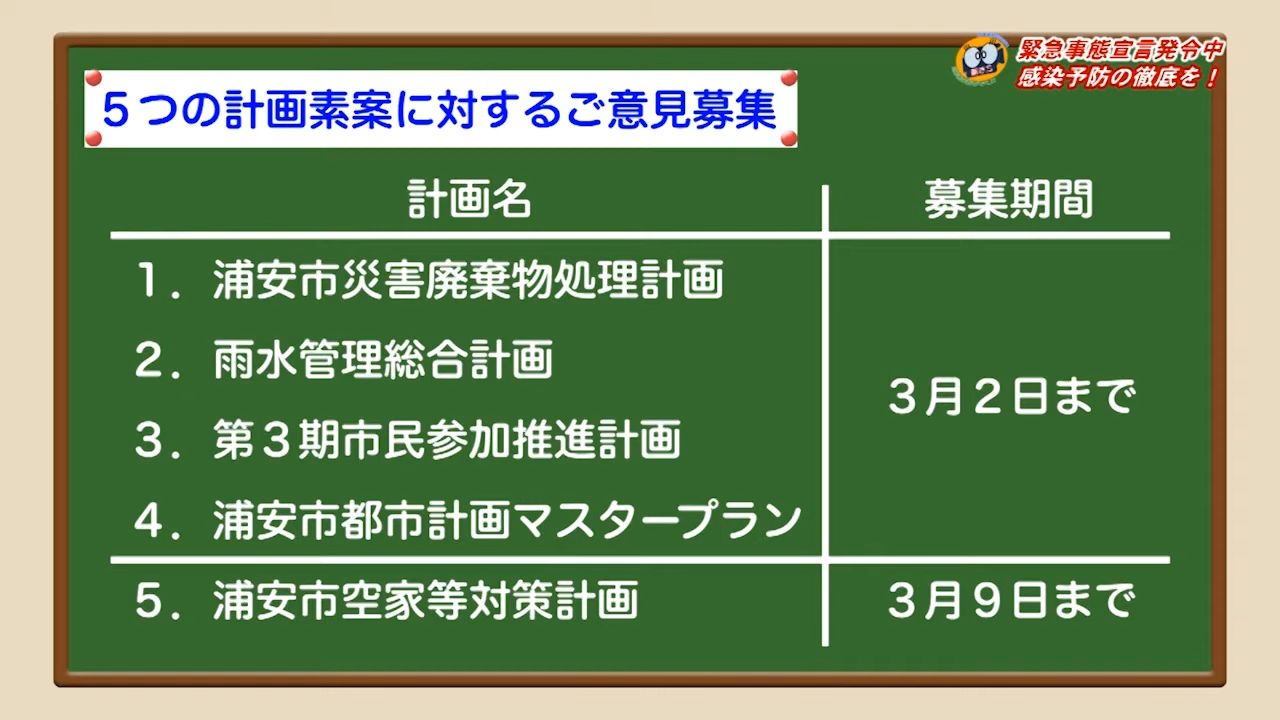 緊急事態宣言発令中
感染予防の徹底を！
５つの計画素案に対するご意見募集
計画名
募集期間
１．浦安市災害廃棄物処理計画
２．雨水管理総合計画
３．第３期市民参加推進計画
４．浦安市都市計画マスタープラン
３月２日まで
５．浦安市空家等対策計画
３月９日まで